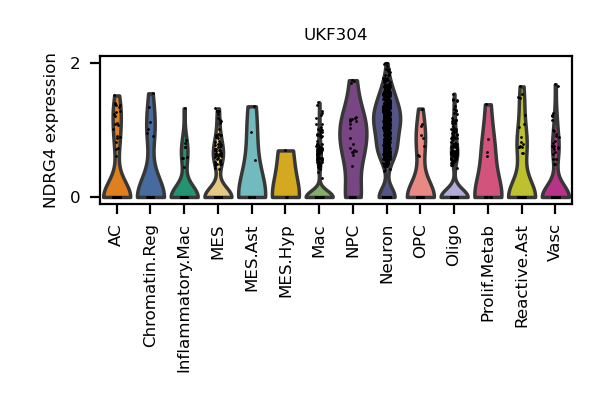 UKF304
NDRG4 expression
2
0
AC
Chromatin.Reg
Inflammatory.Mac
MES
MES.Ast
MES.Hyp
Mac
NPC
Neuron
OPC
Oligo
Prolif.Metab
Reactive.Ast
Vasc